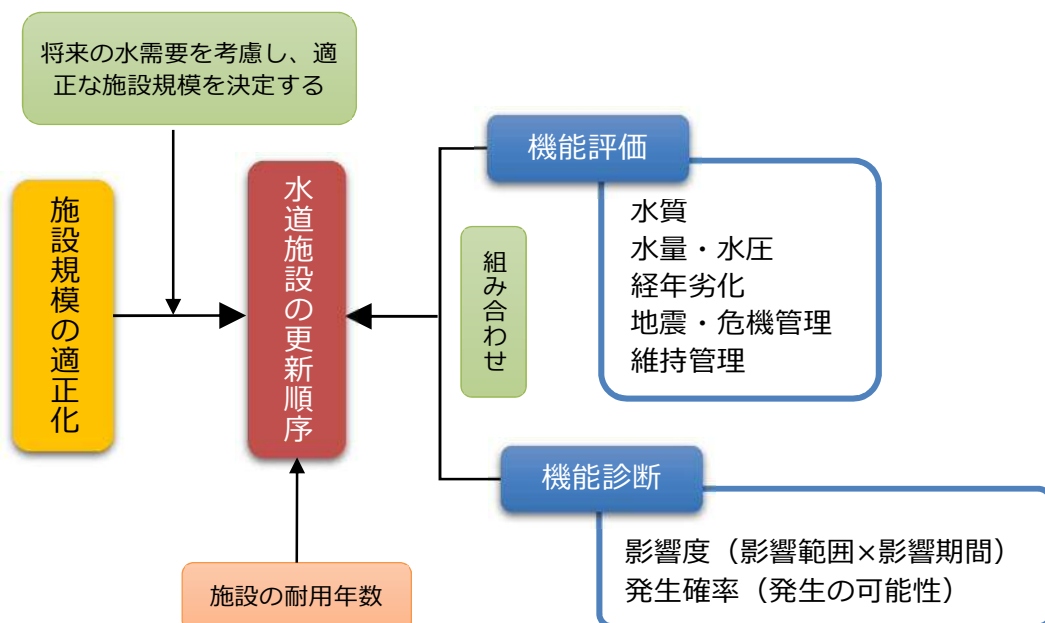 将来の水需要を考慮し、適
正な施設規模を決定する
施設規模の適正化
水道施設の更新順序
組み合わせ
機能評価
水質
水量・水圧
経年劣化
地震・危機管理
維持管理
機能診断
影響度（影響範囲×影響期間）
発生確率（発生の可能性）
施設の耐用年数